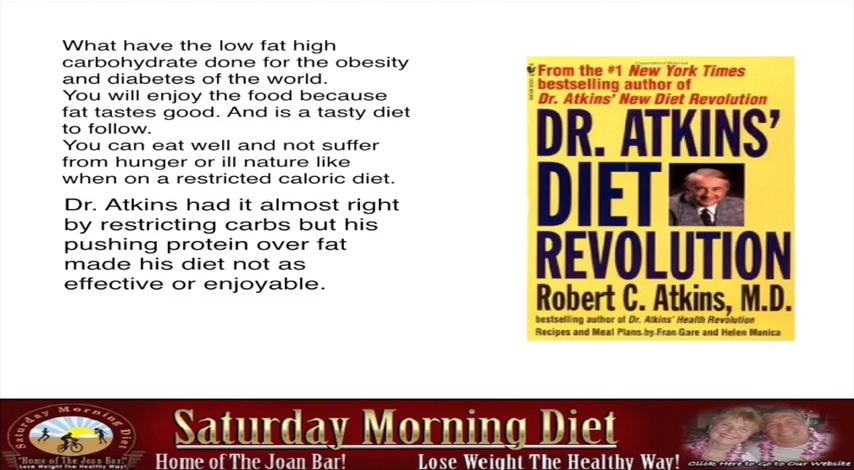 What have the low fat high
carbohydrate done for the obesity
and diabetes of the world.
You will enjoy the food because
fat tastes good. And is a tasty diet
to follow.
You can eat well and not suffer
from hunger or ill nature like
when on a restricted caloric diet.
Dr. Atkins had it almost right
by restricting carbs but his
pushing protein over fat
made his diet not as
effective or enjoyable.
From the #1 New York Times
bestselling author of
Dr. Atkins' New Diet Revolution
DR. ATKINS'
DIET
REVOLUTION
Robert C. Atkins, M.D.
bestselling author of Dr. Atkins' Health Revolution
Recipes and Meal Plans by Fran Gare and Helen Monica
Saturday Morning Diet
"Home of The Joan Bar!"
Lose Weight The Healthy Way!
Saturday Morning Diet
Home of The Joan Bar!
Lose Weight The Healthy Way!
Click Here to Go to Our Website